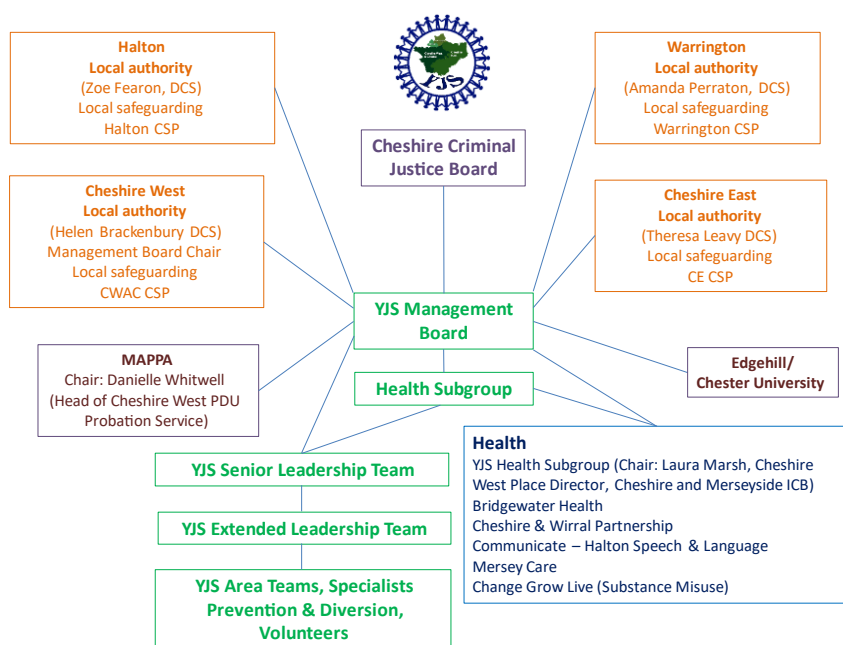 Halton
Local authority
(Zoe Fearon, DCS)
Local safeguarding
Halton CSP
YJS
Warrington
Local authority
(Amanda Perraton, DCS)
Local safeguarding
Warrington CSP
Cheshire Criminal
Justice Board
Cheshire West
Local authority
(Helen Brackenbury DCS)
Management Board Chair
Local safeguarding
CWAC CSP
Cheshire East
Local authority
(Theresa Leavy DCS)
Local safeguarding
CE CSP
YJS Management
Board
MAPPA
Chair: Danielle Whitwell
(Head of Cheshire West PDU
Probation Service)
Health Subgroup
Edgehill/
Chester University
Health
YJS Health Subgroup (Chair: Laura Marsh, Cheshire
West Place Director, Cheshire and Merseyside ICB)
Bridgewater Health
Cheshire & Wirral Partnership
Communicate – Halton Speech & Language
Mersey Care
Change Grow Live (Substance Misuse)
YJS Senior Leadership Team
YJS Extended Leadership Team
YJS Area Teams, Specialists
Prevention & Diversion,
Volunteers